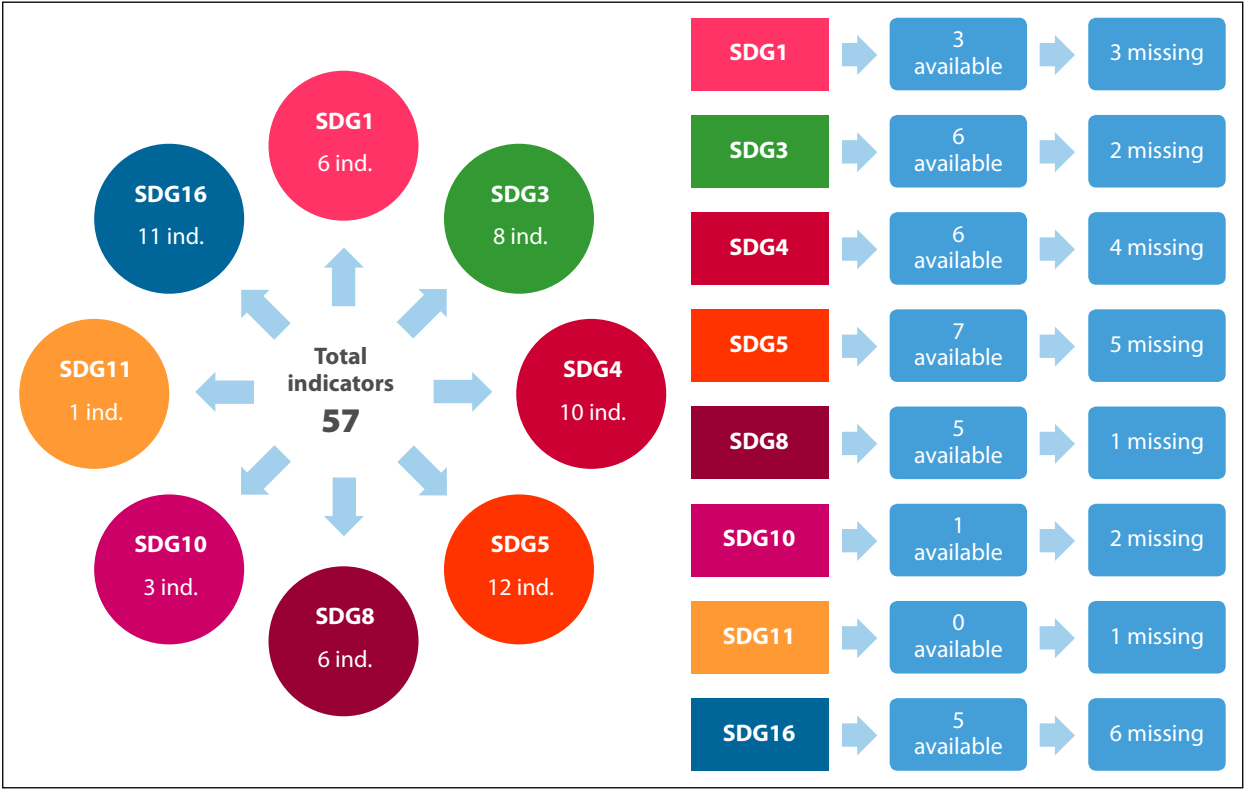 SDG1
6 ind.
SDG3
8 ind.
SDG4
10 ind.
SDG5
12 ind.
SDG8
6 ind.
SDG10
3 ind.
SDG11
1 ind.
SDG16
11 ind.
Total
indicators
57
SDG1
3
available
3 missing
SDG3
6
available
2 missing
SDG4
6
available
4 missing
SDG5
7
available
5 missing
SDG8
5
available
1 missing
SDG10
1
available
2 missing
SDG11
0
available
1 missing
SDG16
5
available
6 missing